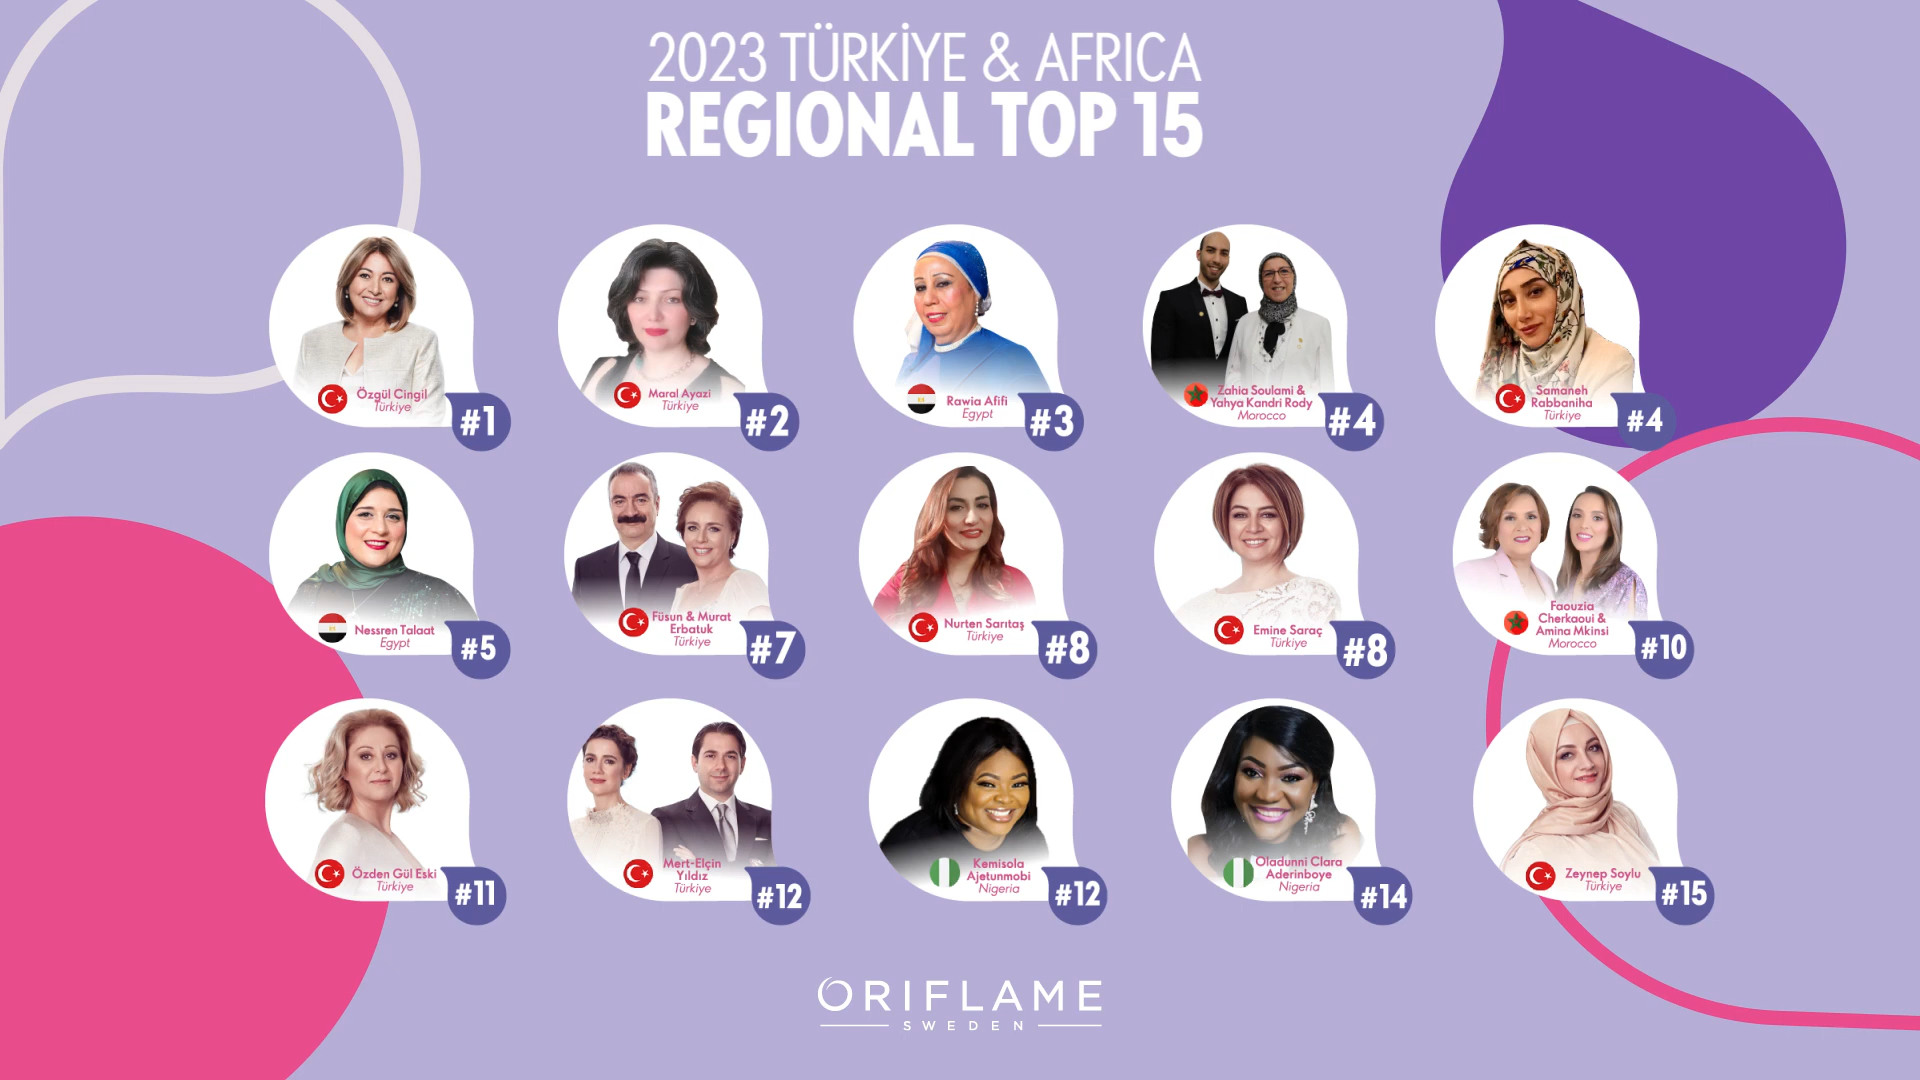 2023 TÜRKİYE & AFRICA
REGIONAL TOP 15
Özgül Cingil
Türkiye
#1
Maral Ayazi
Türkiye
#2
Rawia Afifi
Egypt
#3
Zahia Soulami &
Yahya Kandri Rody
Morocco
#4
Samaneh
Rabbaniha
Türkiye
#4
Nessren Talaat
Egypt
#5
Füsun & Murat
Erbatuk
Türkiye
#7
Nurten Sarıtaş
Türkiye
#8
Emine Saraç
Türkiye
#8
Faouzia
Cherkaoui &
Amina Mkinsi
Morocco
#10
Özden Gül Eski
Türkiye
#11
Mert-Elçin
Yıldız
Türkiye
#12
Kemisola
Ajetunmobi
Nigeria
#12
Oladunni Clara
Aderinboye
Nigeria
#14
Zeynep Soylu
Türkiye
#15
ORIFLAME
SWEDEN